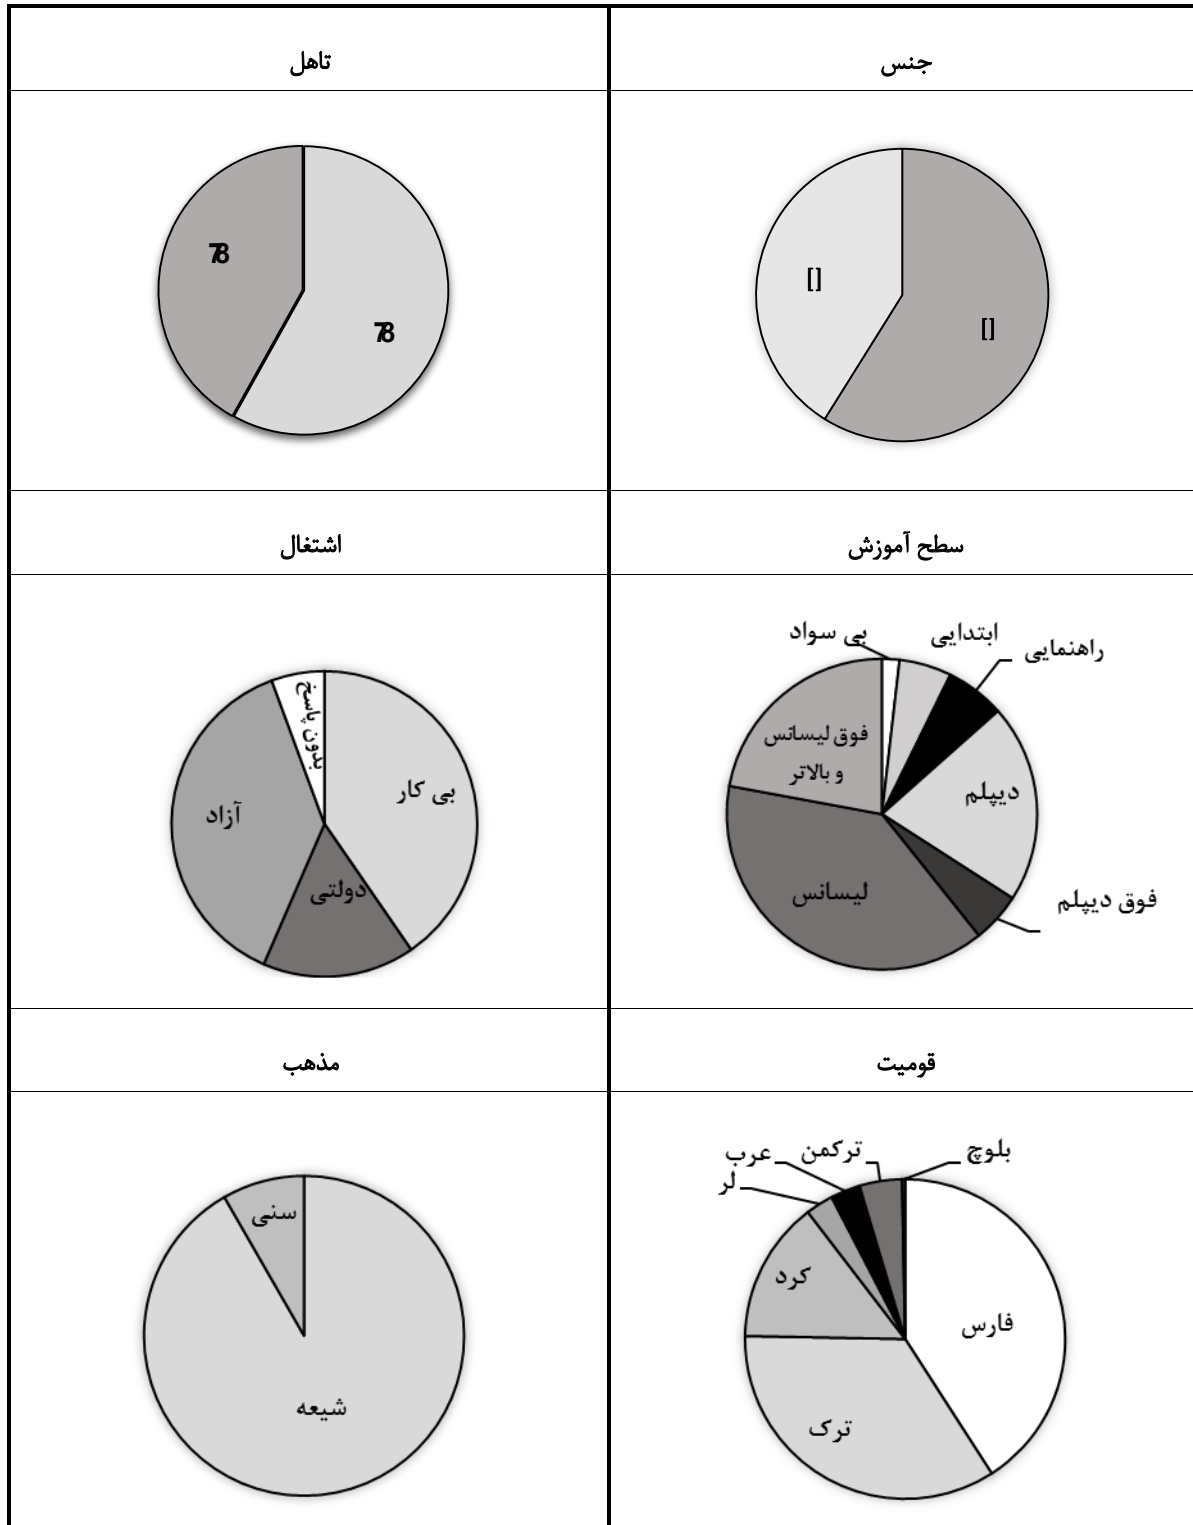 جنس
تاهل
[]
[]
78
78
سطح آموزش
اشتغال
بی سواد
ابتدایی
راهنمایی
دیپلم
فوق دیپلم
لیسانس
فوق لیسانس
و بالاتر
بدون پاسخ
بی کار
دولتی
آزاد
قومیت
مذهب
بلوچ
ترکمن
عرب
لر
کرد
فارس
ترک
سنی
شیعه